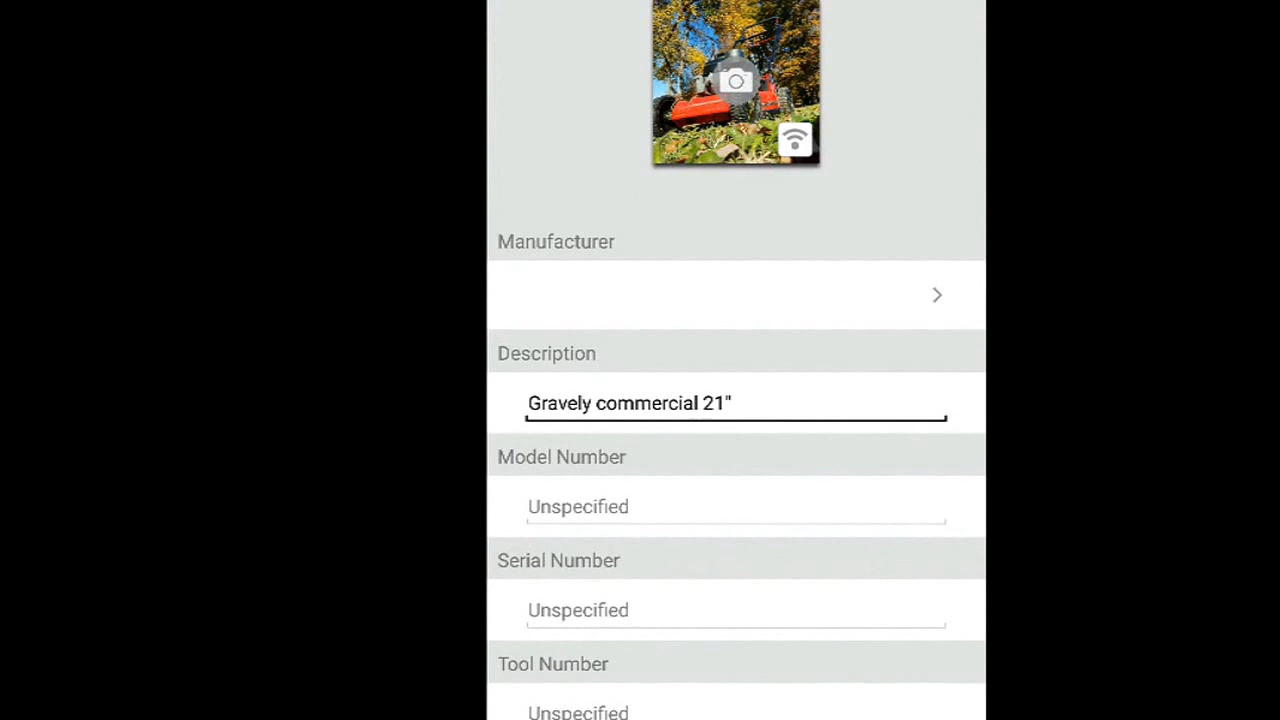 Manufacturer
Description
Gravely commercial 21"
Model Number
Unspecified
Serial Number
Unspecified
Tool Number
Unspecified